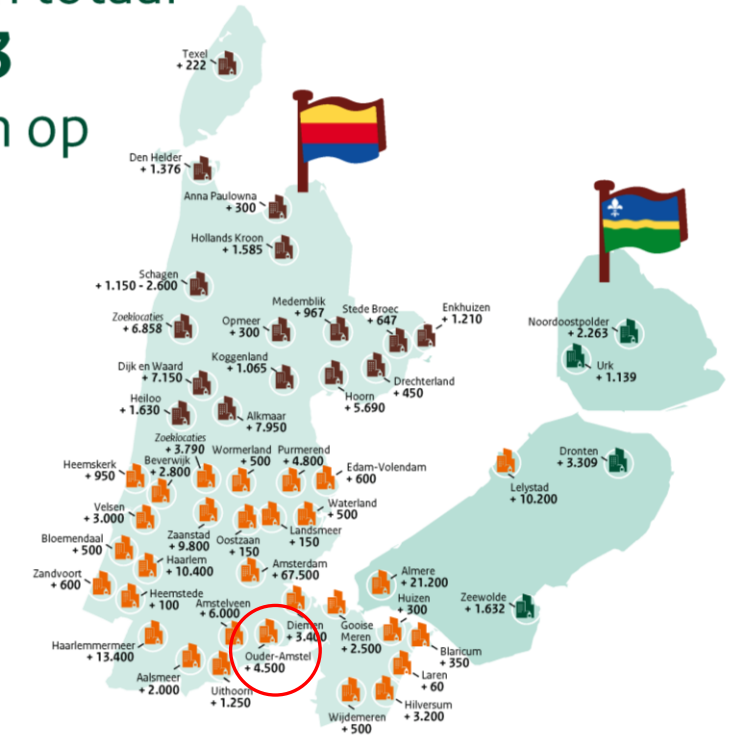 3
n op
Texel
+ 222
Den Helder
+ 1.376
Anna Paulowna
+ 300
Hollands Kroon
+ 1.585
Schagen
+ 1.150 - 2.600
Zoeklocaties
+ 6.858
Opmeer
+ 300
Medemblik
+ 967
Stede Broec
+ 647
Enkhuizen
+ 1.210
Dijk en Waard
+ 7.150
Koggenland
+ 1.065
Hoorn
+ 5.690
Drechterland
+ 450
Heiloo
+ 1.630
Alkmaar
+ 7.950
Noordoostpolder
+ 2.263
Urk
+ 1.139
Zoeklocaties
+ 3.790
Heemskerk
+ 950
Beverwijk
+ 2.800
Wormerland
+ 500
Purmerend
+ 4.800
Edam-Volendam
+ 600
Lelystad
+ 10.200
Dronten
+ 3.309
Velsen
+ 3.000
Zaanstad
+ 9.800
Oostzaan
+ 150
Landsmeer
+ 150
Waterland
+ 500
Bloemendaal
+ 500
Haarlem
+ 10.400
Amsterdam
+ 67.500
Zandvoort
+ 600
Heemstede
+ 100
Amstelveen
+ 6.000
Diemen
+ 3.400
Gooise
Meren
+ 2.500
Almere
+ 21.200
Huizen
+ 300
Zeewolde
+ 1.632
Haarlemmermeer
+ 13.400
Aalsmeer
+ 2.000
Uithoorn
+ 1.250
Ouder-Amstel
+ 4.500
Blaricum
+ 350
Laren
+ 60
Wijdemeren
+ 500
Hilversum
+ 3.200